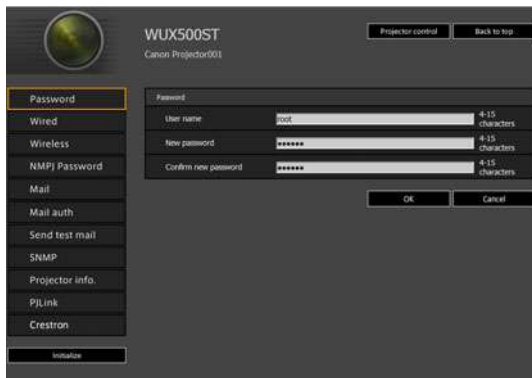 WUX500ST
Canon Projector001
Projector control
Back to top
Password
Wired
Wireless
NMPJ Password
Mail
Mail auth
Send test mail
SNMP
Projector info.
PJLink
Crestron
Initialize
Password
User name root 4-15 characters
New password •••••• 4-15 characters
Confirm new password •••••• 4-15 characters
OK Cancel